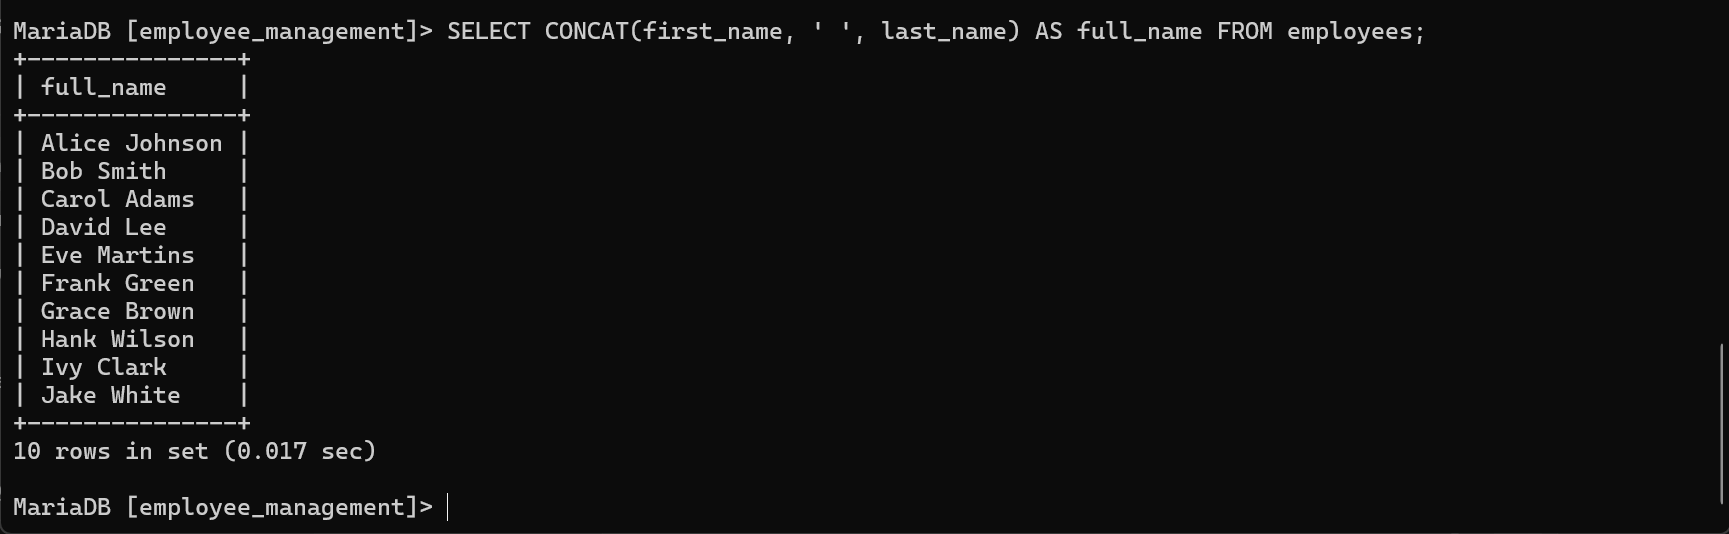 MariaDB [employee_management]> SELECT CONCAT(first_name, ' ', last_name) AS full_name FROM employees;
+---------------+
| full_name     |
+---------------+
| Alice Johnson |
| Bob Smith     |
| Carol Adams   |
| David Lee     |
| Eve Martins   |
| Frank Green   |
| Grace Brown   |
| Hank Wilson   |
| Ivy Clark     |
| Jake White    |
+---------------+
10 rows in set (0.017 sec)
MariaDB [employee_management]>